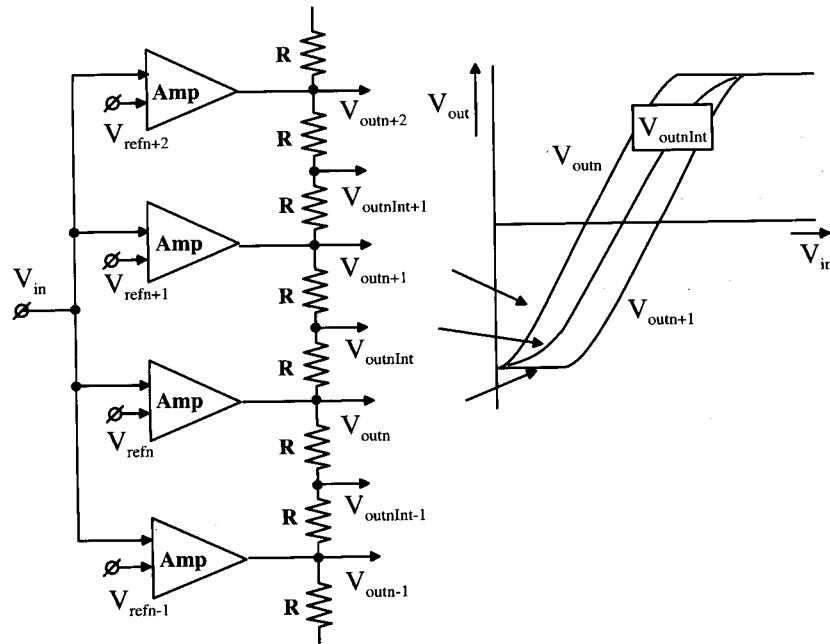 R
Amp
V_refn+2
V_outn+2
R
V_outnInt+1
R
Amp
V_refn+1
V_outn+1
V_in
R
V_outnInt
R
Amp
V_refn
V_outn
R
V_outnInt-1
R
Amp
V_refn-1
V_outn-1
R
V_out
V_outnInt
V_outn
V_in
V_outn+1